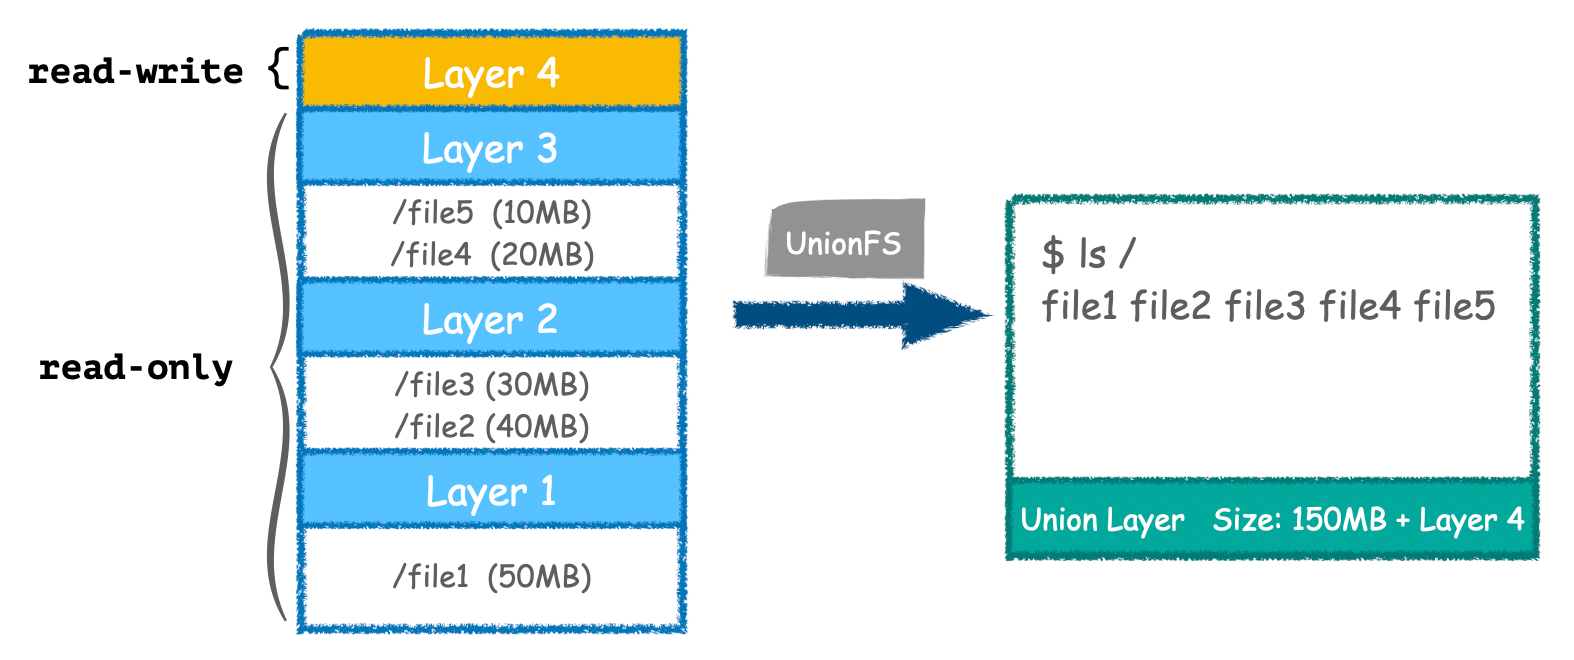 read-write {
Layer 4
Layer 3
/file5 (10MB)
/file4 (20MB)
Layer 2
read-only
/file3 (30MB)
/file2 (40MB)
Layer 1
/file1 (50MB)
UnionFS
$ ls /
file1 file2 file3 file4 file5
Union Layer Size: 150MB + Layer 4